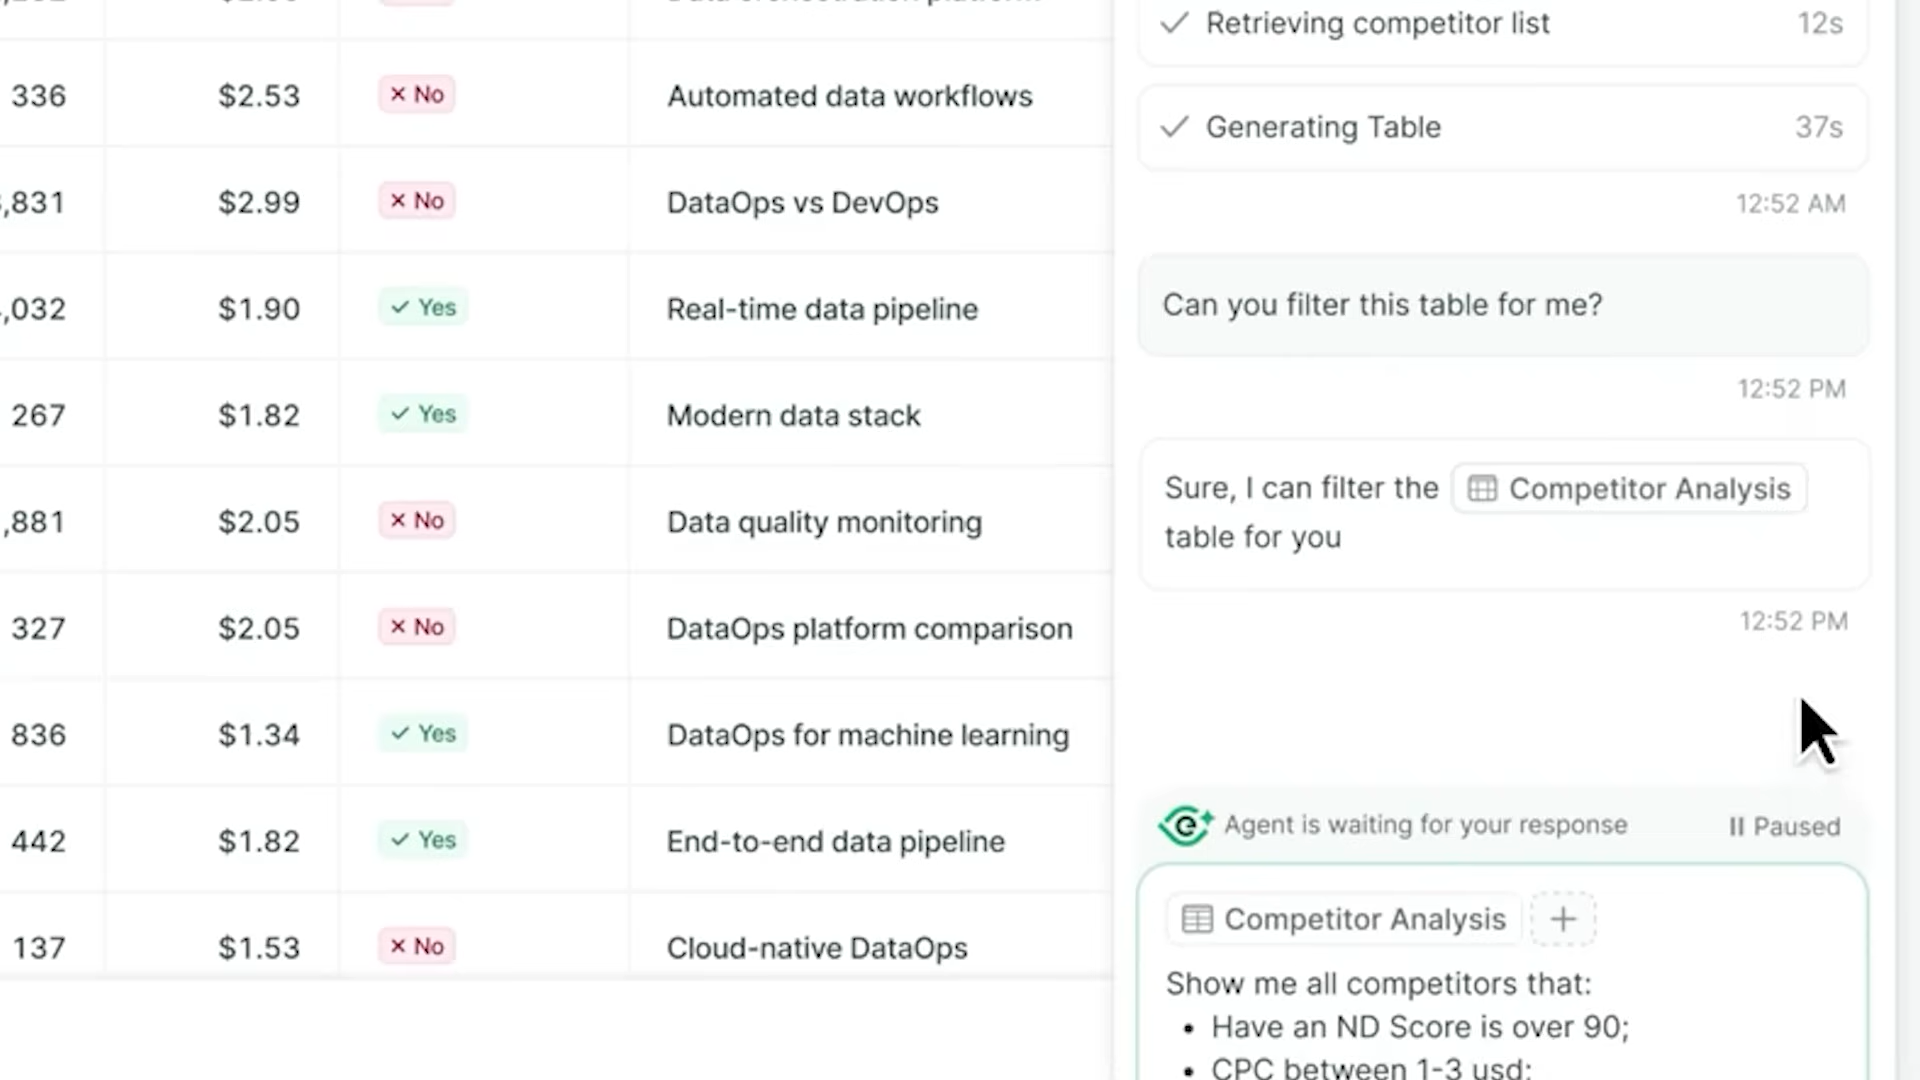 336 $2.53 No Automated data workflows
,831 $2.99 No DataOps vs DevOps
,032 $1.90 Yes Real-time data pipeline
267 $1.82 Yes Modern data stack
,881 $2.05 No Data quality monitoring
327 $2.05 No DataOps platform comparison
836 $1.34 Yes DataOps for machine learning
442 $1.82 Yes End-to-end data pipeline
137 $1.53 No Cloud-native DataOps
Retrieving competitor list 12s
Generating Table 37s
12:52 AM
Can you filter this table for me?
12:52 PM
Sure, I can filter the Competitor Analysis
table for you
12:52 PM
Agent is waiting for your response Paused
Competitor Analysis +
Show me all competitors that:
• Have an ND Score is over 90;
• CPC between 1-3 usd;